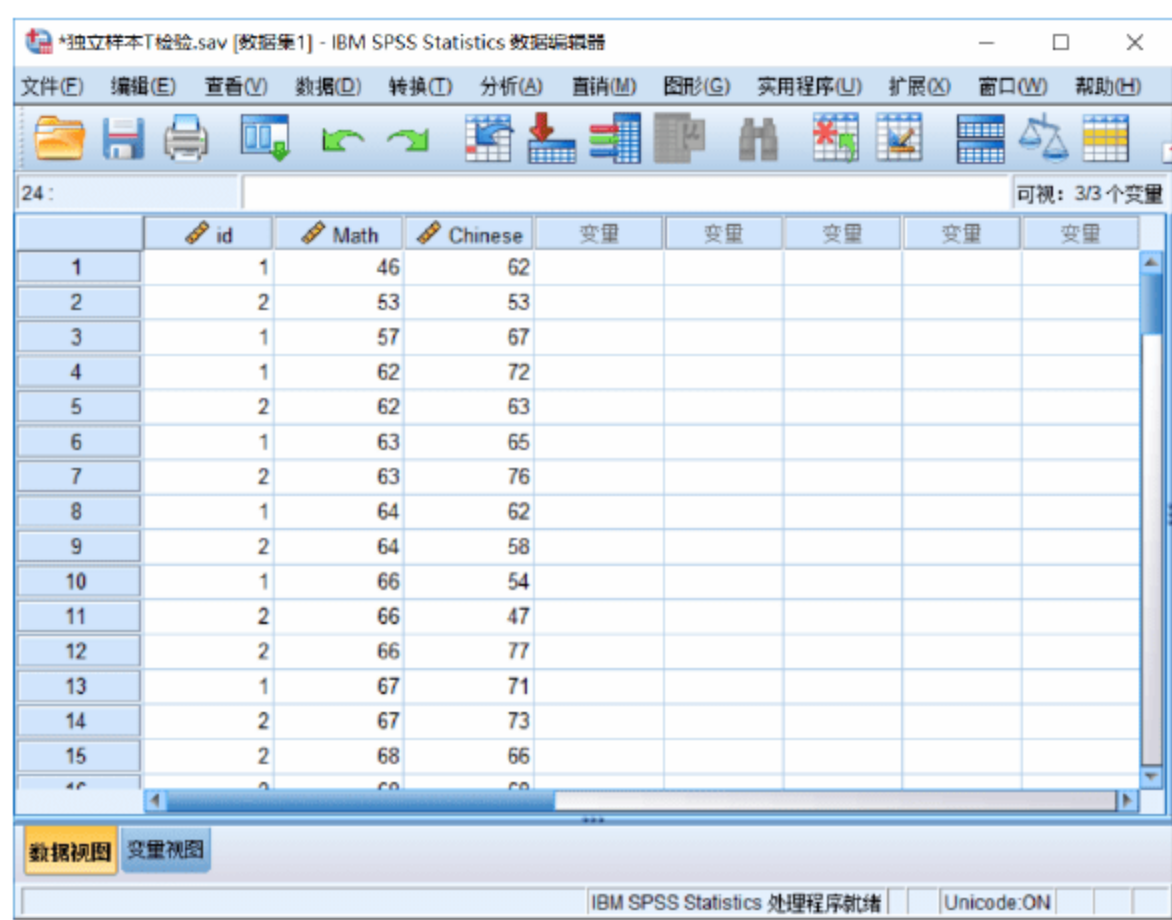 *独立样本T检验.sav [数据集1] - IBM SPSS Statistics 数据编辑器
文件(F) 编辑(E) 查看(V) 数据(D) 转换(T) 分析(A) 直销(M) 图形(G) 实用程序(U) 扩展(X) 窗口(W) 帮助(H)
24 :
可视: 3/3 个变量
id Math Chinese 变量 变量 变量 变量 变量
1 1 46 62
2 2 53 53
3 1 57 67
4 1 62 72
5 2 62 63
6 1 63 65
7 2 63 76
8 1 64 62
9 2 64 58
10 1 66 54
11 2 66 47
12 2 66 77
13 1 67 71
14 2 67 73
15 2 68 66
数据视图 变量视图
IBM SPSS Statistics 处理程序就绪 Unicode:ON